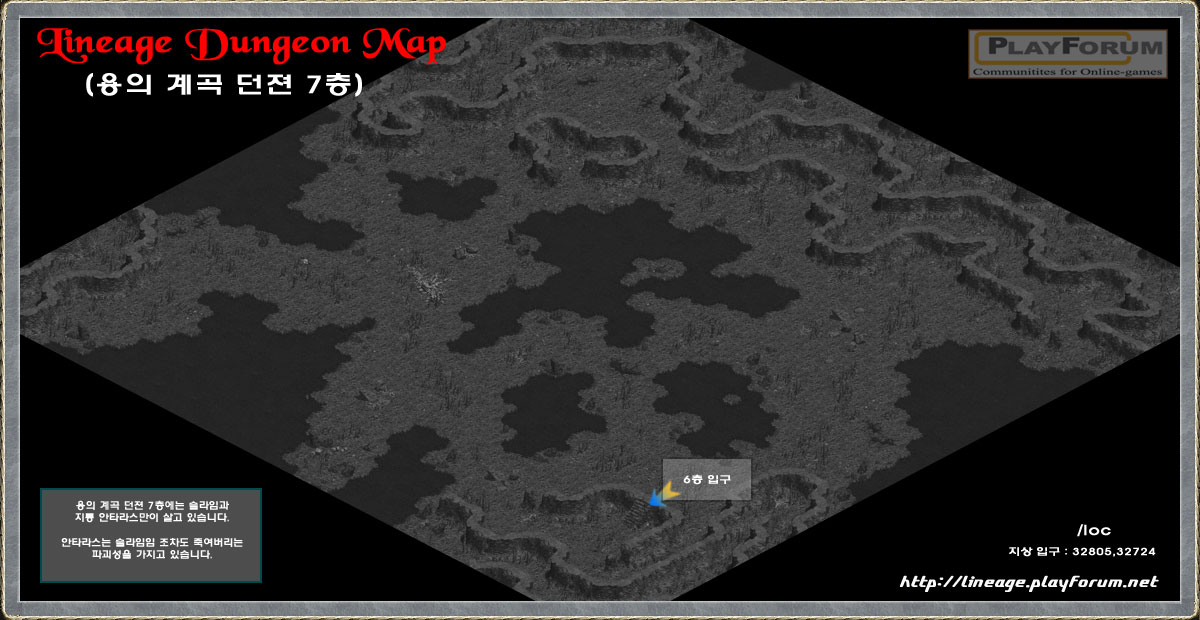 Lineage Dungeon Map
(용의 계곡 던젼 7층)
PLAYFORUM
Communitites for Online-games
6층 입구
용의 계곡 던젼 7층에는 슬라임과
지룡 안타라스만이 살고 있습니다.
안타라스는 슬라임임 조차도 죽여버리는
파괴성을 가지고 있습니다.
/loc
지상 입구 : 32805,32724
http://lineage.playforum.net